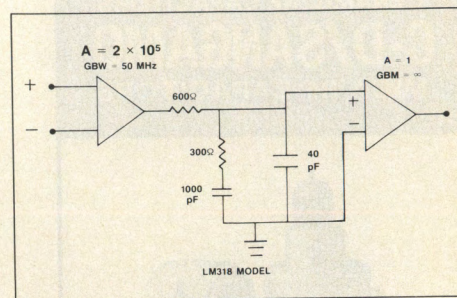 A = 2 × 10⁵
GBW = 50 MHz
A = 1
GBM = ∞
600Ω
+
−
+
−
300Ω
40
pF
1000
pF
LM318 MODEL